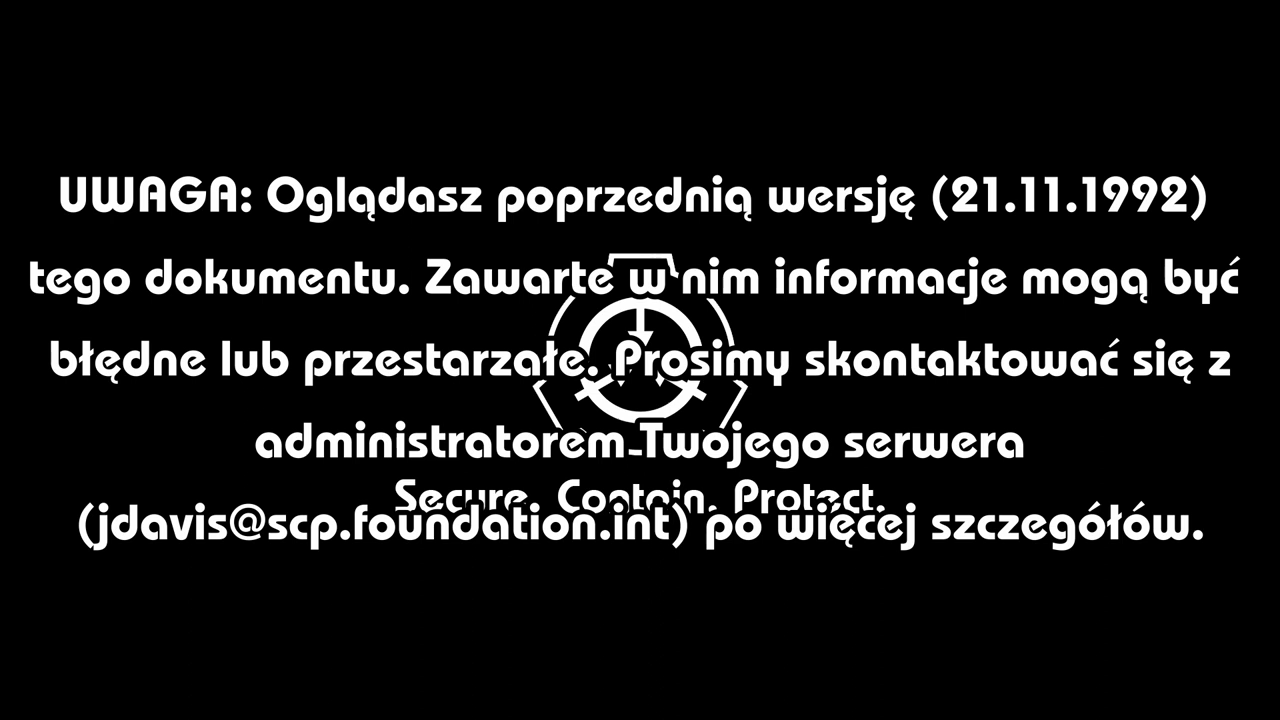 UWAGA: Oglądasz poprzednią wersję (21.11.1992)
tego dokumentu. Zawarte w nim informacje mogą być
błędne lub przestarzałe. Prosimy skontaktować się z
administratorem Twojego serwera
Secure. Contain. Protect.
(jdavis@scp.foundation.int) po więcej szczegółów.